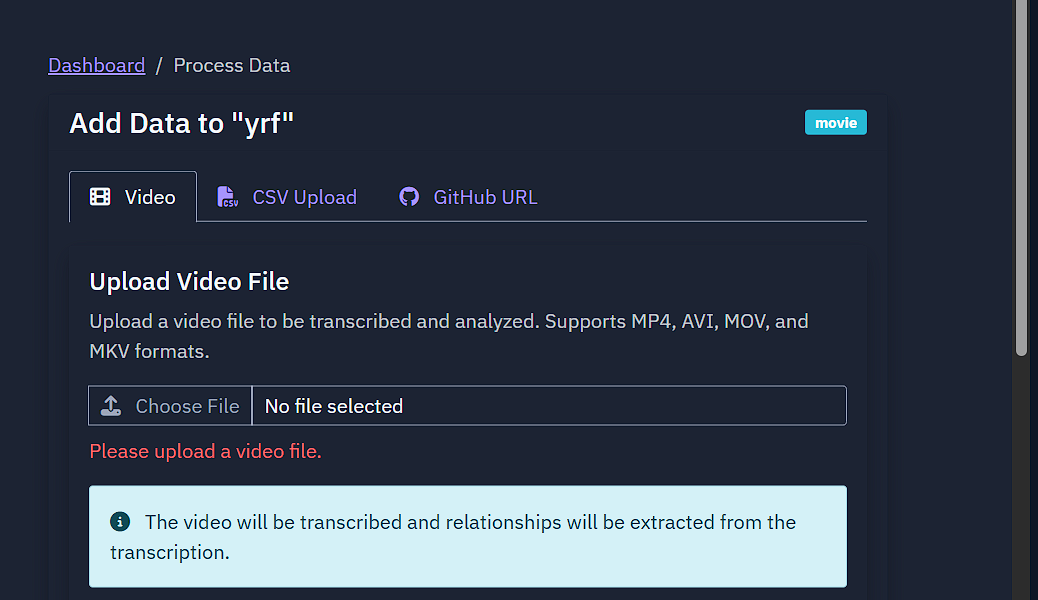 Dashboard / Process Data
Add Data to "yrf"
movie
Video
CSV Upload
GitHub URL
Upload Video File
Upload a video file to be transcribed and analyzed. Supports MP4, AVI, MOV, and
MKV formats.
Choose File
No file selected
Please upload a video file.
The video will be transcribed and relationships will be extracted from the
transcription.